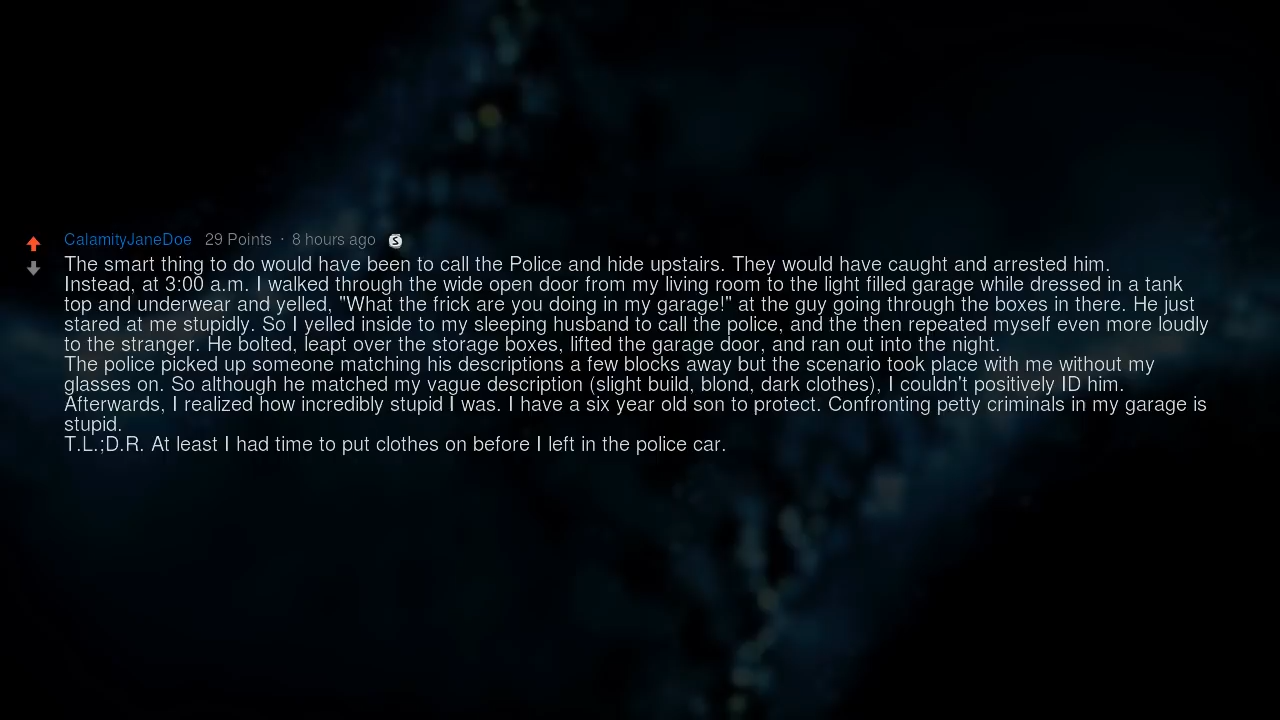 CalamityJaneDoe 29 Points · 8 hours ago
The smart thing to do would have been to call the Police and hide upstairs. They would have caught and arrested him.
Instead, at 3:00 a.m. I walked through the wide open door from my living room to the light filled garage while dressed in a tank
top and underwear and yelled, "What the frick are you doing in my garage!" at the guy going through the boxes in there. He just
stared at me stupidly. So I yelled inside to my sleeping husband to call the police, and the then repeated myself even more loudly
to the stranger. He bolted, leapt over the storage boxes, lifted the garage door, and ran out into the night.
The police picked up someone matching his descriptions a few blocks away but the scenario took place with me without my
glasses on. So although he matched my vague description (slight build, blond, dark clothes), I couldn't positively ID him.
Afterwards, I realized how incredibly stupid I was. I have a six year old son to protect. Confronting petty criminals in my garage is
stupid.
T.L.;D.R. At least I had time to put clothes on before I left in the police car.